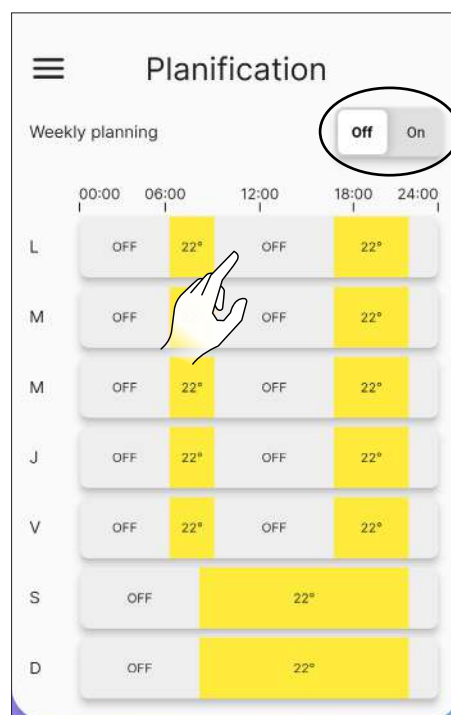 Planification
Weekly planning Off On
00:00 06:00 12:00 18:00 24:00
L OFF 22° OFF 22°
M OFF OFF 22°
M OFF 22° OFF 22°
J OFF 22° OFF 22°
V OFF 22° OFF 22°
S OFF 22°
D OFF 22°